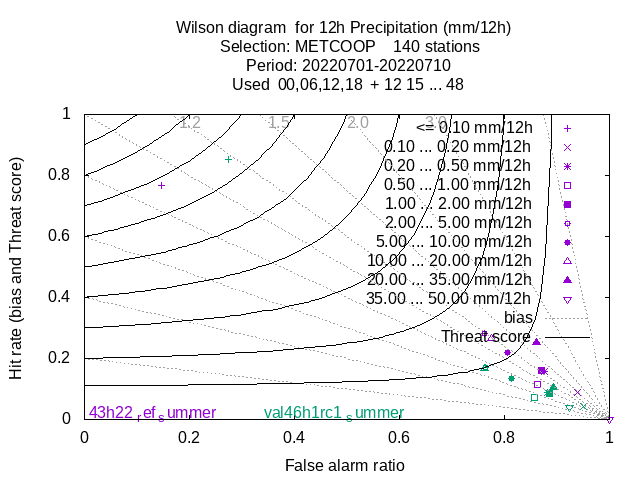 Wilson diagram  for 12h Precipitation (mm/12h)
Selection: METCOOP    140 stations
Period: 20220701-20220710
Used  00,06,12,18  + 12 15 ... 48
Hit rate (bias and Threat score)
1
0.8
0.6
0.4
0.2
0
1.2
1.5
2.0
3.0
<= 0.10 mm/12h
0.10 ... 0.20 mm/12h
0.20 ... 0.50 mm/12h
0.50 ... 1.00 mm/12h
1.00 ... 2.00 mm/12h
2.00 ... 5.00 mm/12h
5.00 ... 10.00 mm/12h
10.00 ... 20.00 mm/12h
20.00 ... 35.00 mm/12h
35.00 ... 50.00 mm/12h
bias
Threat score
43h22_ref_summer
val46h1rc1_summer
0 0.2 0.4 0.6 0.8 1
False alarm ratio